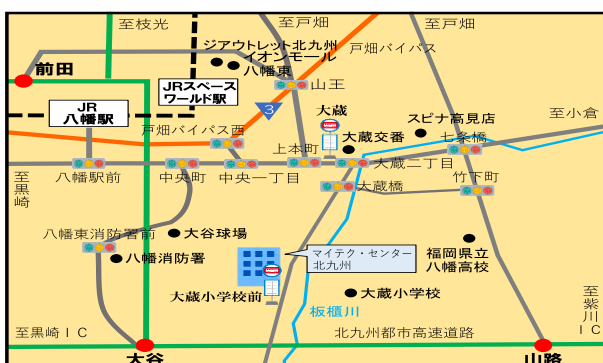 至枝光
至戸畑
至戸畑
ジアウトレット北九州
イオンモール
八幡東
戸畑バイパス
前田
JRスペース
ワールド駅
山王
JR
八幡駅
3
大蔵
スピナ高見店
至小倉
戸畑バイパス西
大蔵交番
七条橋
上本町
八幡駅前
中央町
中央一丁目
大蔵二丁目
至黒崎
大蔵橋
竹下町
八幡東消防署前
大谷球場
マイテク・センター
北九州
福岡県立
八幡高校
八幡消防署
大蔵小学校前
大蔵小学校
板櫃川
至紫川IC
至黒崎IC
北九州都市高速道路
大谷
山路